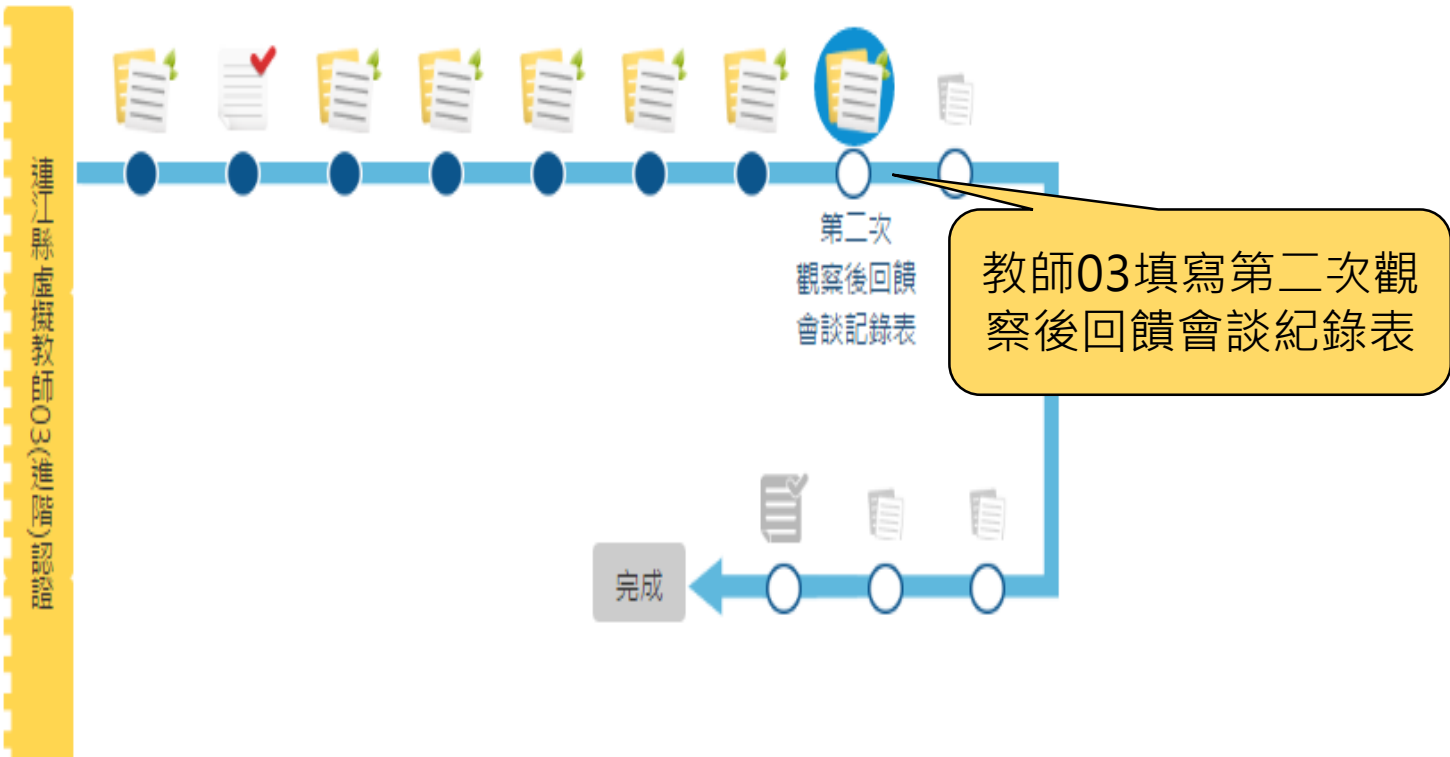 連江縣虛擬教師03(進階)認證
第二次
觀察後回饋
會談記錄表
教師03填寫第二次觀
察後回饋會談紀錄表
完成